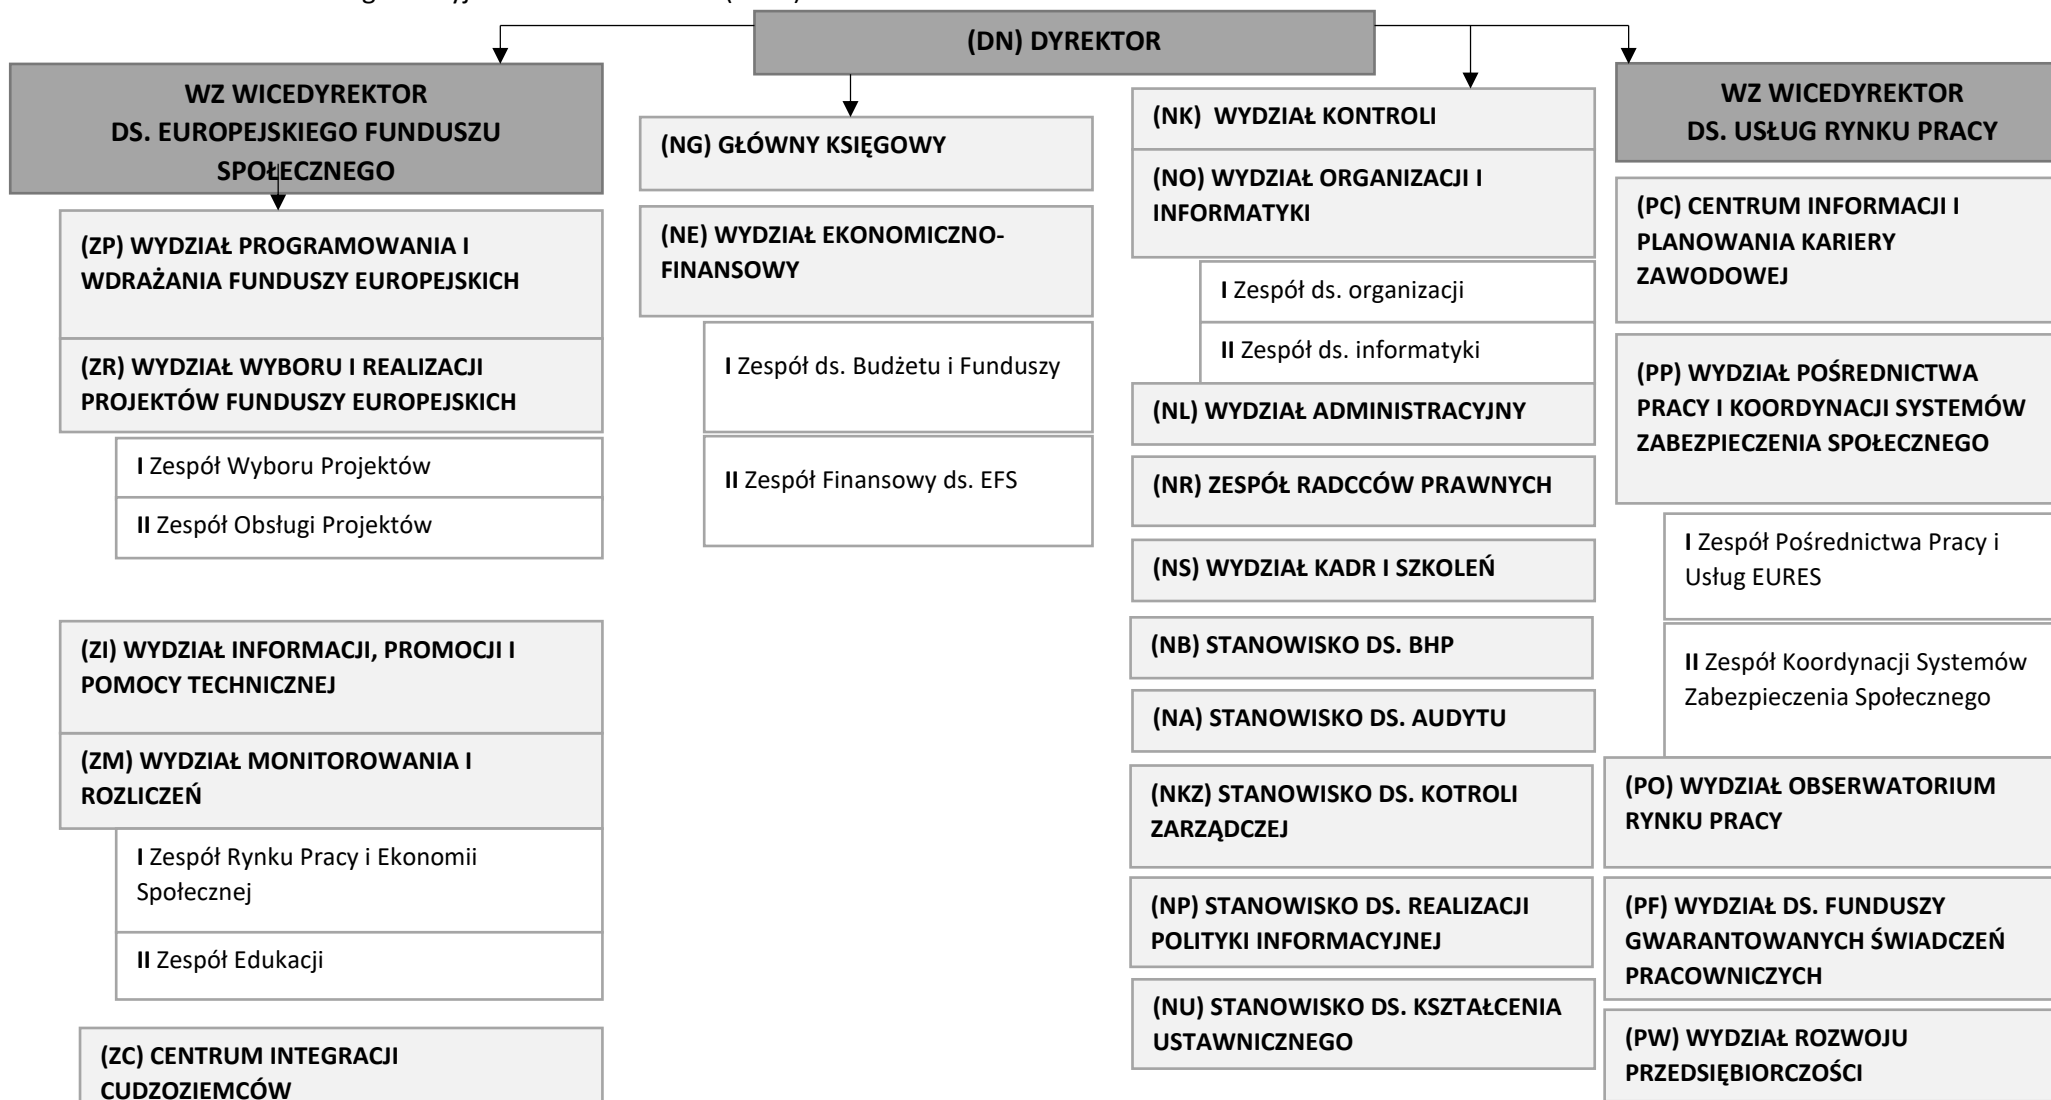 (DN) DYREKTOR
WZ WICEDYREKTOR
DS. EUROPEJSKIEGO FUNDUSZU
SPOŁECZNEGO
(ZP) WYDZIAŁ PROGRAMOWANIA I
WDRAŻANIA FUNDUSZY EUROPEJSKICH
(ZR) WYDZIAŁ WYBORU I REALIZACJI
PROJEKTÓW FUNDUSZY EUROPEJSKICH
I Zespół Wyboru Projektów
II Zespół Obsługi Projektów
(ZI) WYDZIAŁ INFORMACJI, PROMOCJI I
POMOCY TECHNICZNEJ
(ZM) WYDZIAŁ MONITOROWANIA I
ROZLICZEŃ
I Zespół Rynku Pracy i Ekonomii
Społecznej
II Zespół Edukacji
(ZC) CENTRUM INTEGRACJI
CUDZOZIEMCÓW
(NG) GŁÓWNY KSIĘGOWY
(NE) WYDZIAŁ EKONOMICZNO-
FINANSOWY
I Zespół ds. Budżetu i Funduszy
II Zespół Finansowy ds. EFS
(NK) WYDZIAŁ KONTROLI
(NO) WYDZIAŁ ORGANIZACJI I
INFORMATYKI
I Zespół ds. organizacji
II Zespół ds. informatyki
(NL) WYDZIAŁ ADMINISTRACYJNY
(NR) ZESPÓŁ RADCCÓW PRAWNYCH
(NS) WYDZIAŁ KADR I SZKOLEŃ
(NB) STANOWISKO DS. BHP
(NA) STANOWISKO DS. AUDYTU
(NKZ) STANOWISKO DS. KOTROLI
ZARZĄDCZEJ
(NP) STANOWISKO DS. REALIZACJI
POLITYKI INFORMACYJNEJ
(NU) STANOWISKO DS. KSZTAŁCENIA
USTAWNICZNEGO
WZ WICEDYREKTOR
DS. USŁUG RYNKU PRACY
(PC) CENTRUM INFORMACJI I
PLANOWANIA KARIERY
ZAWODOWEJ
(PP) WYDZIAŁ POŚREDNICTWA
PRACY I KOORDYNACJI SYSTEMÓW
ZABEZPIECZENIA SPOŁECZNEGO
I Zespół Pośrednictwa Pracy i
Usług EURES
II Zespół Koordynacji Systemów
Zabezpieczenia Społecznego
(PO) WYDZIAŁ OBSERWATORIUM
RYNKU PRACY
(PF) WYDZIAŁ DS. FUNDUSZY
GWARANTOWANYCH ŚWIADCZEŃ
PRACOWNICZYCH
(PW) WYDZIAŁ ROZWOJU
PRZEDSIĘBIORCZOŚCI